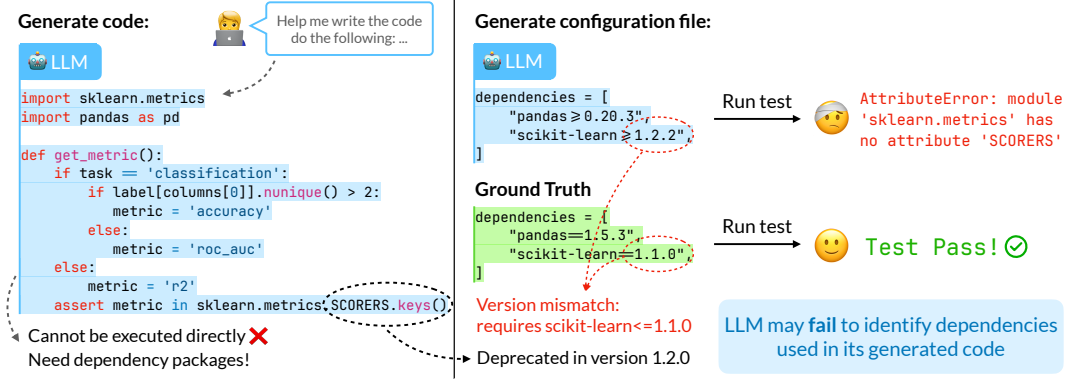 Generate code:
Help me write the code
do the following: ...
LLM
import sklearn.metrics
import pandas as pd
def get_metric():
if task == 'classification':
if label[columns[0]].nunique() > 2:
metric = 'accuracy'
else:
metric = 'roc_auc'
else:
metric = 'r2'
assert metric in sklearn.metrics.SCORERS.keys()
Cannot be executed directly ❌
Need dependency packages!
Generate configuration file:
LLM
dependencies = [
"pandas>=0.20.3",
"scikit-learn>=1.2.2",
]
Run test
AttributeError: module
'sklearn.metrics' has
no attribute 'SCORERS'
Ground Truth
dependencies = [
"pandas==1.5.3",
"scikit-learn==1.1.0",
]
Run test
Test Pass!
Version mismatch:
requires scikit-learn<=1.1.0
Deprecated in version 1.2.0
LLM may fail to identify dependencies
used in its generated code